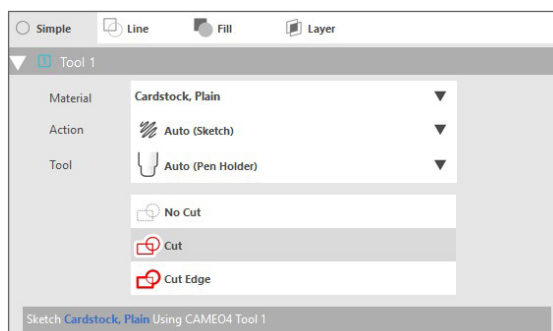 Simple Line Fill Layer
1 Tool 1
Material Cardstock, Plain
Action Auto (Sketch)
Tool Auto (Pen Holder)
No Cut
Cut
Cut Edge
Sketch Cardstock, Plain Using CAMEO4 Tool 1